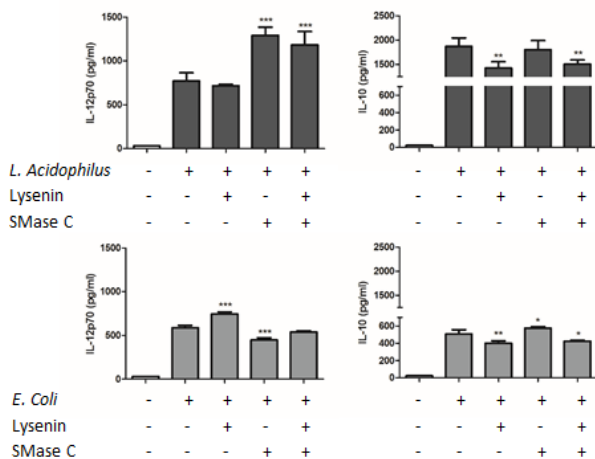 IL-12p70 (pg/ml)
1500
1000
500
0
*** ***
IL-10 (pg/ml)
2500
2000
1500
1000
600
400
200
0
** **
L. Acidophilus - + + + + - + + + +
Lysenin - - + - + - - + - +
SMase C - - - + + - - - + +
IL-12p70 (pg/ml)
1500
1000
500
0
*** ***
IL-10 (pg/ml)
2500
2000
1500
1000
600
400
200
0
** * *
E. Coli - + + + + - + + + +
Lysenin - - + - + - - + - +
SMase C - - - + + - - - + +